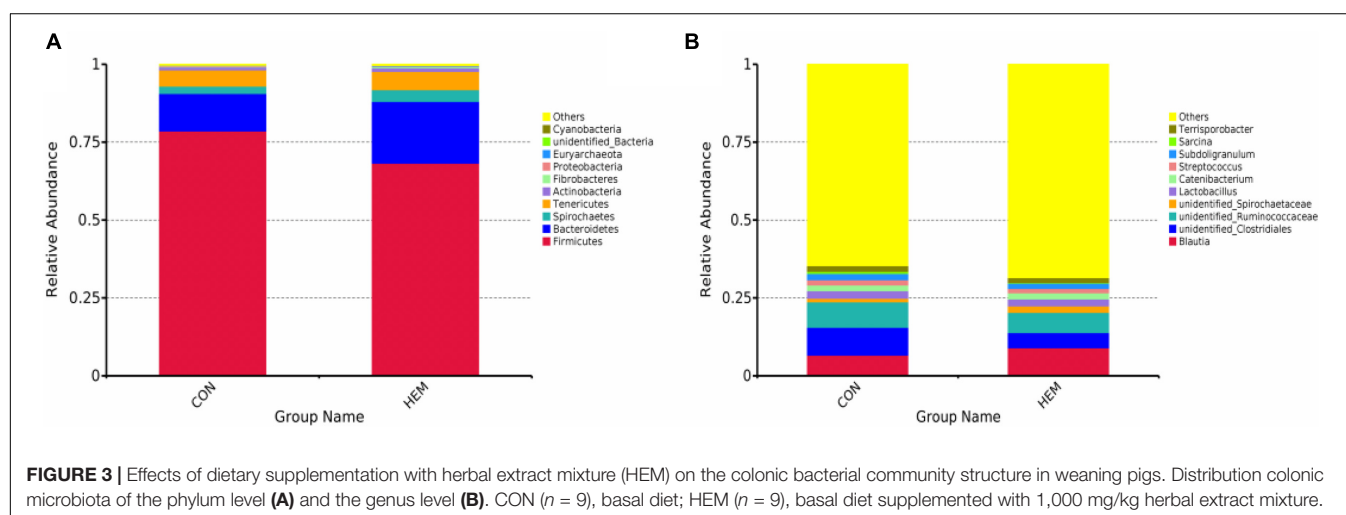 A
Relative Abundance
1
0.75
0.5
0.25
0
CON
HEM
Group Name
Others
Cyanobacteria
unidentified_Bacteria
Euryarchaeota
Proteobacteria
Fibrobacteres
Actinobacteria
Tenericutes
Spirochaetes
Bacteroidetes
Firmicutes
B
Relative Abundance
1
0.75
0.5
0.25
0
CON
HEM
Group Name
Others
Terrisporobacter
Sarcina
Subdoligranulum
Streptococcus
Catenibacterium
Lactobacillus
unidentified_Spirochaetaceae
unidentified_Ruminococcaceae
unidentified_Clostridiales
Blautia
FIGURE 3 | Effects of dietary supplementation with herbal extract mixture (HEM) on the colonic bacterial community structure in weaning pigs. Distribution colonic
microbiota of the phylum level (A) and the genus level (B). CON (n = 9), basal diet; HEM (n = 9), basal diet supplemented with 1,000 mg/kg herbal extract mixture.